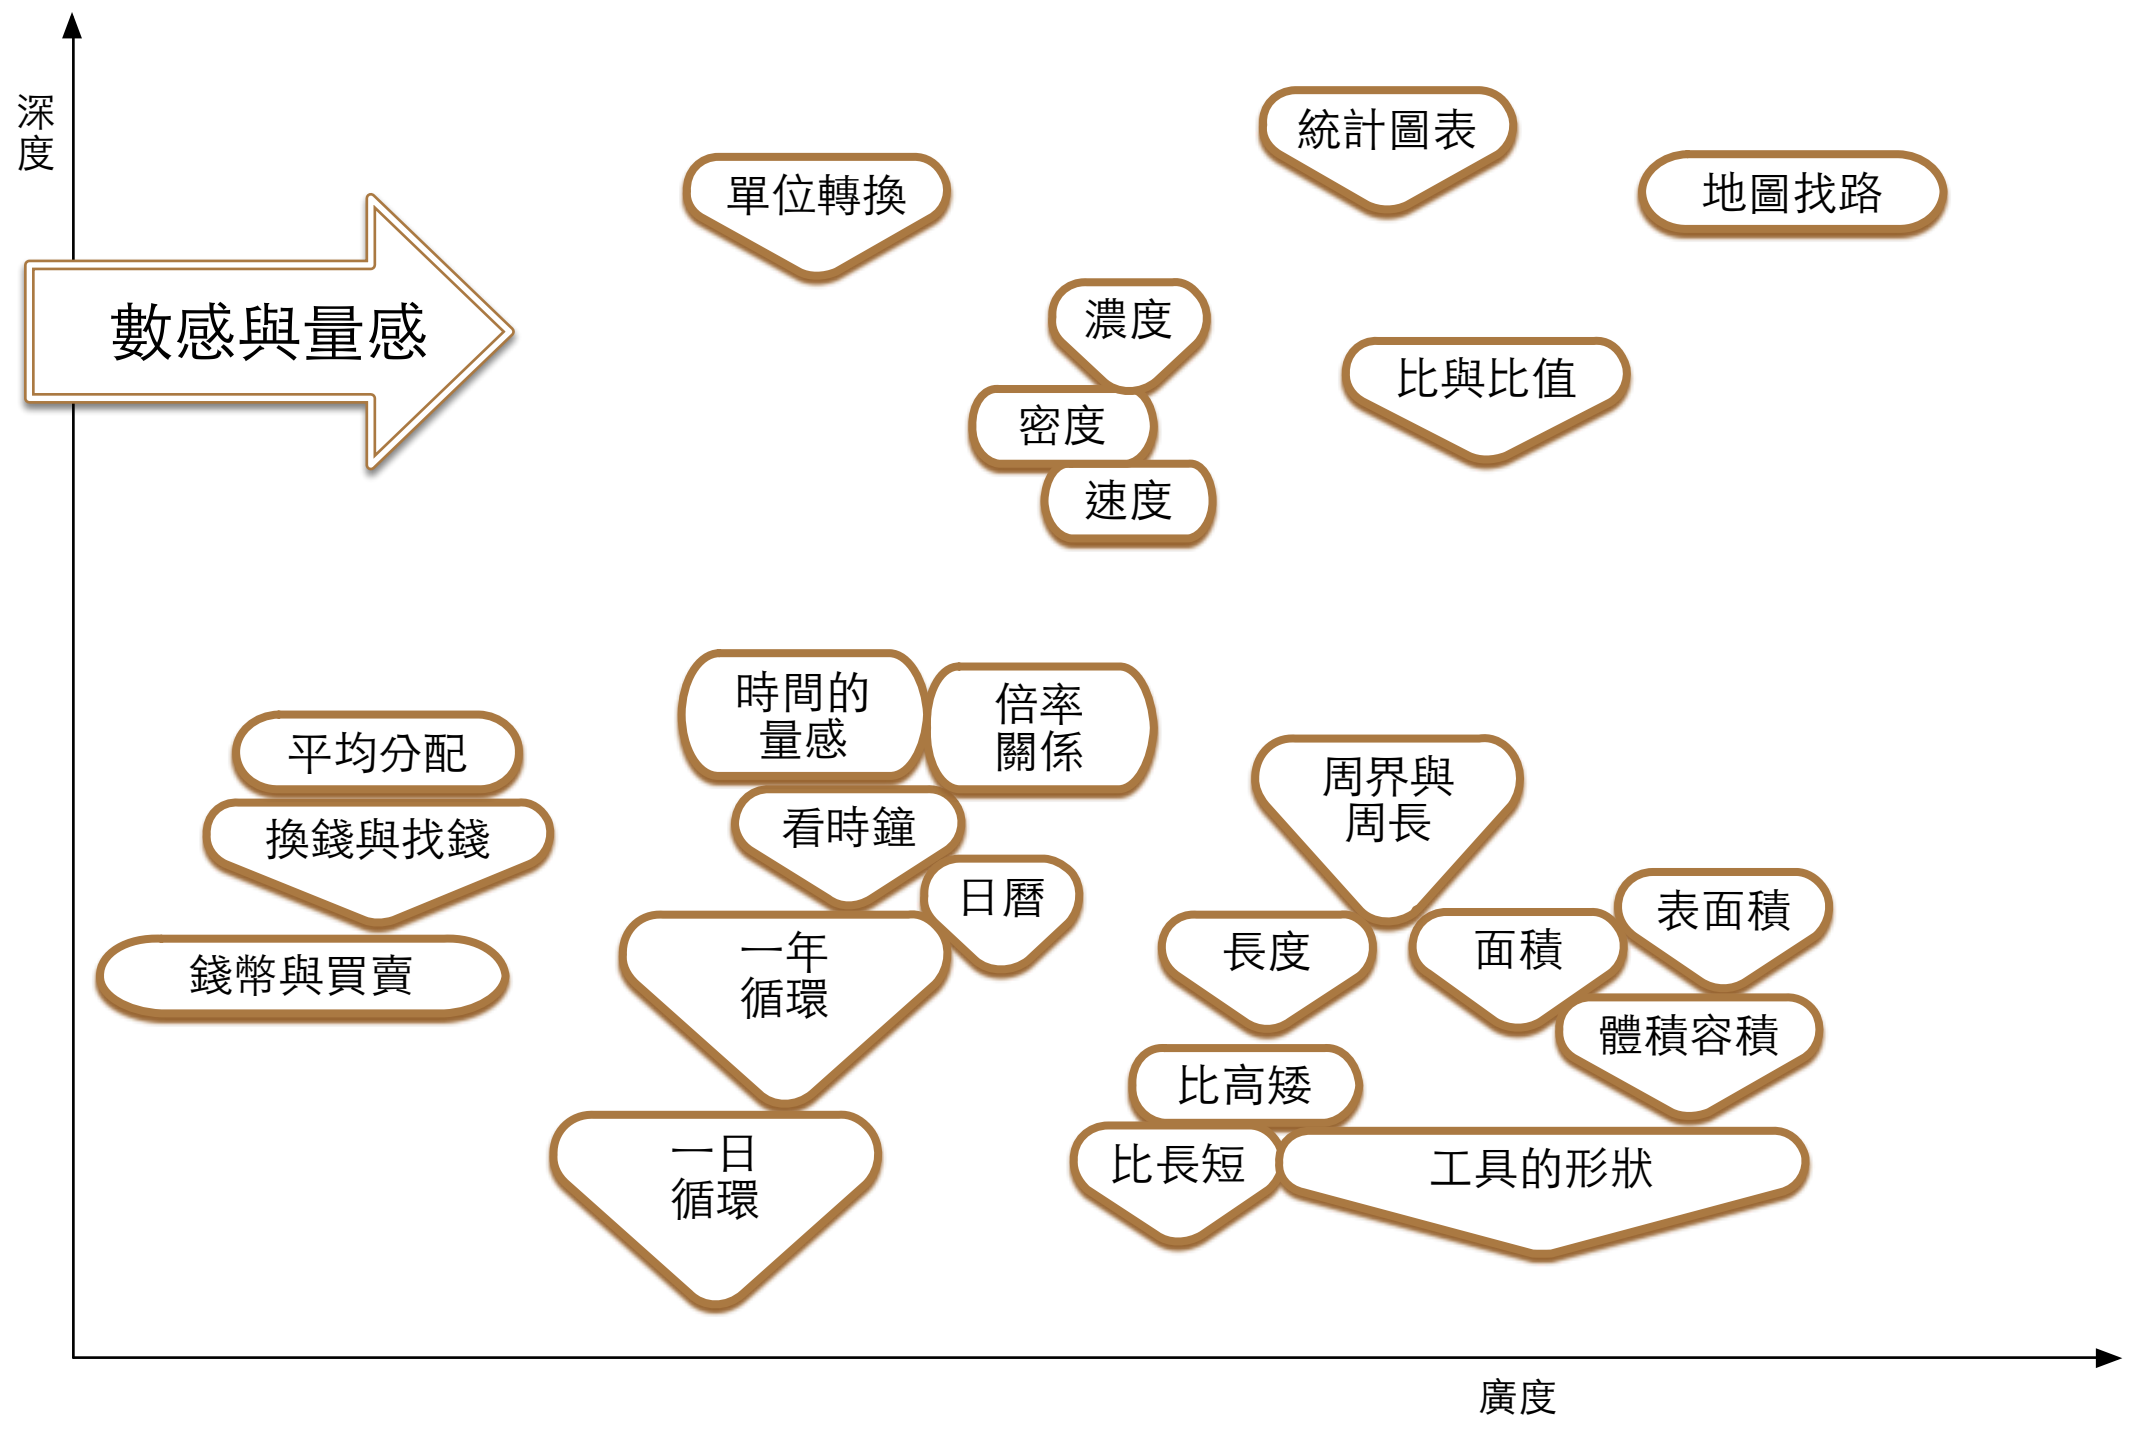 深
度
統計圖表
單位轉換
地圖找路
數感與量感
濃度
比與比值
密度
速度
時間的
量感
倍率
關係
平均分配
周界與
周長
換錢與找錢
看時鐘
日曆
表面積
一年
循環
長度
面積
錢幣與買賣
體積容積
比高矮
一日
循環
比長短
工具的形狀
廣度